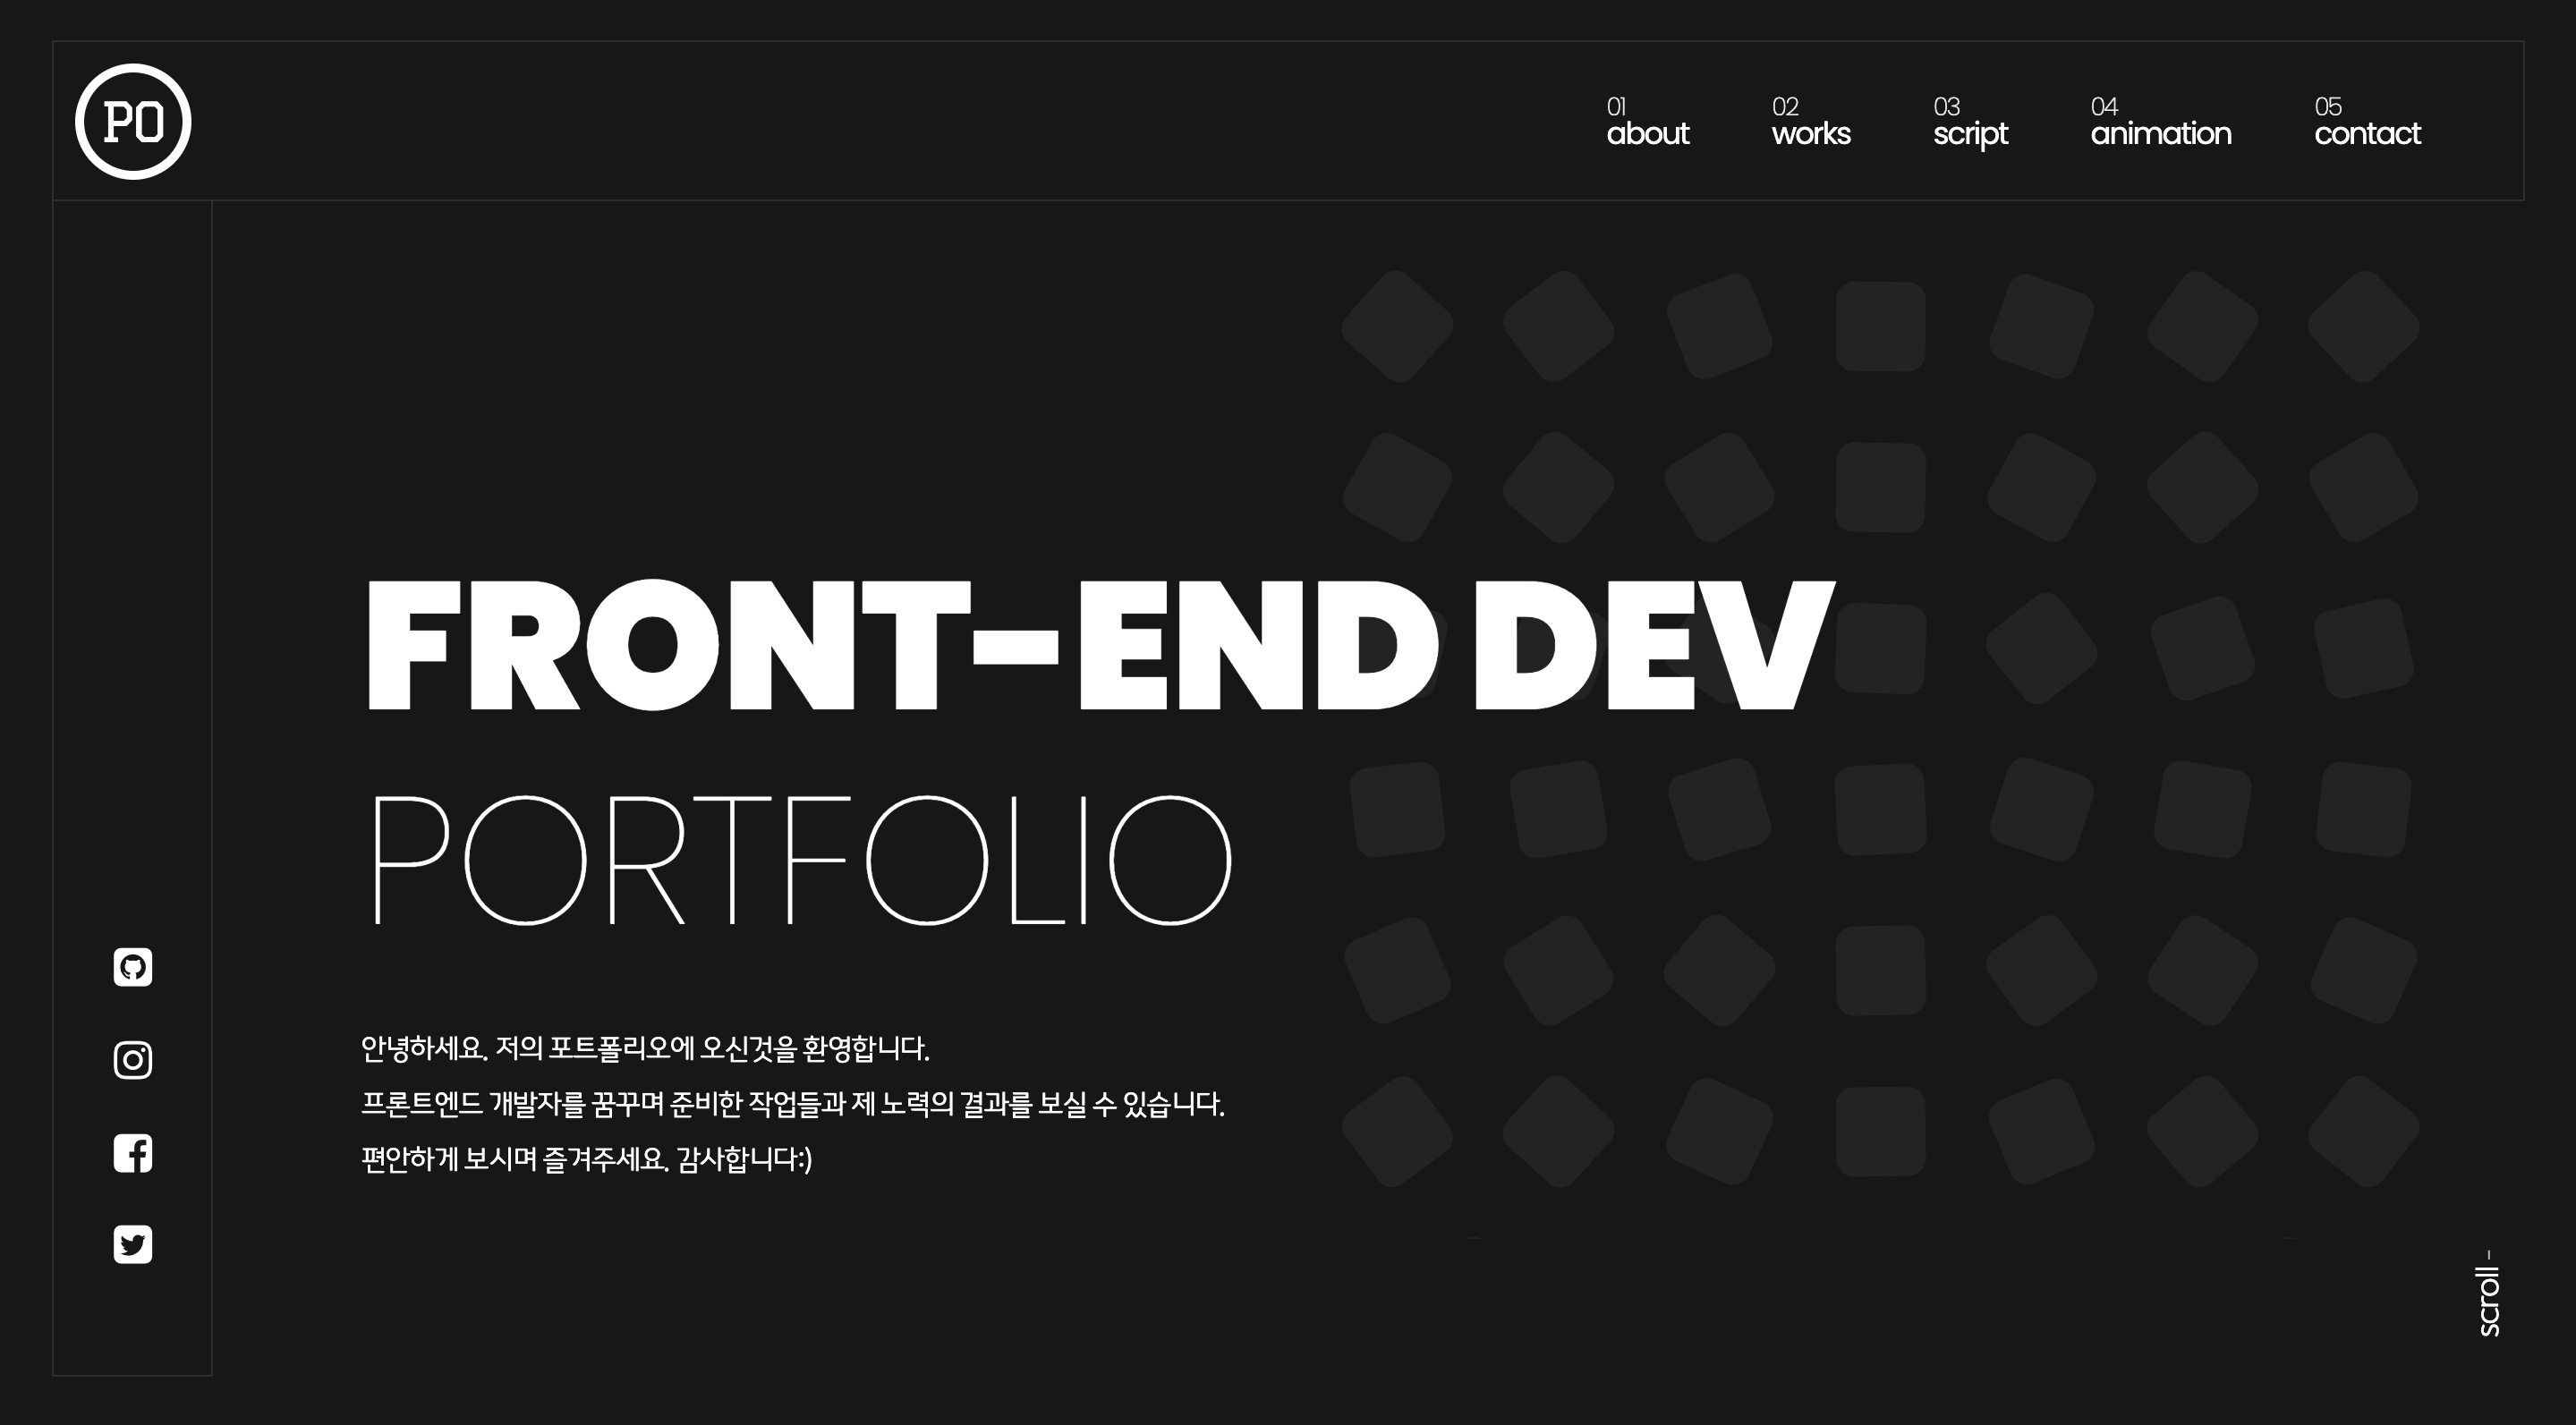 PO
01
about
02
works
03
script
04
animation
05
contact
FRONT-END DEV
PORTFOLIO
안녕하세요. 저의 포트폴리오에 오신것을 환영합니다.
프론트엔드 개발자를 꿈꾸며 준비한 작업들과 제 노력의 결과를 보실 수 있습니다.
편안하게 보시며 즐겨주세요. 감사합니다:)
scroll -